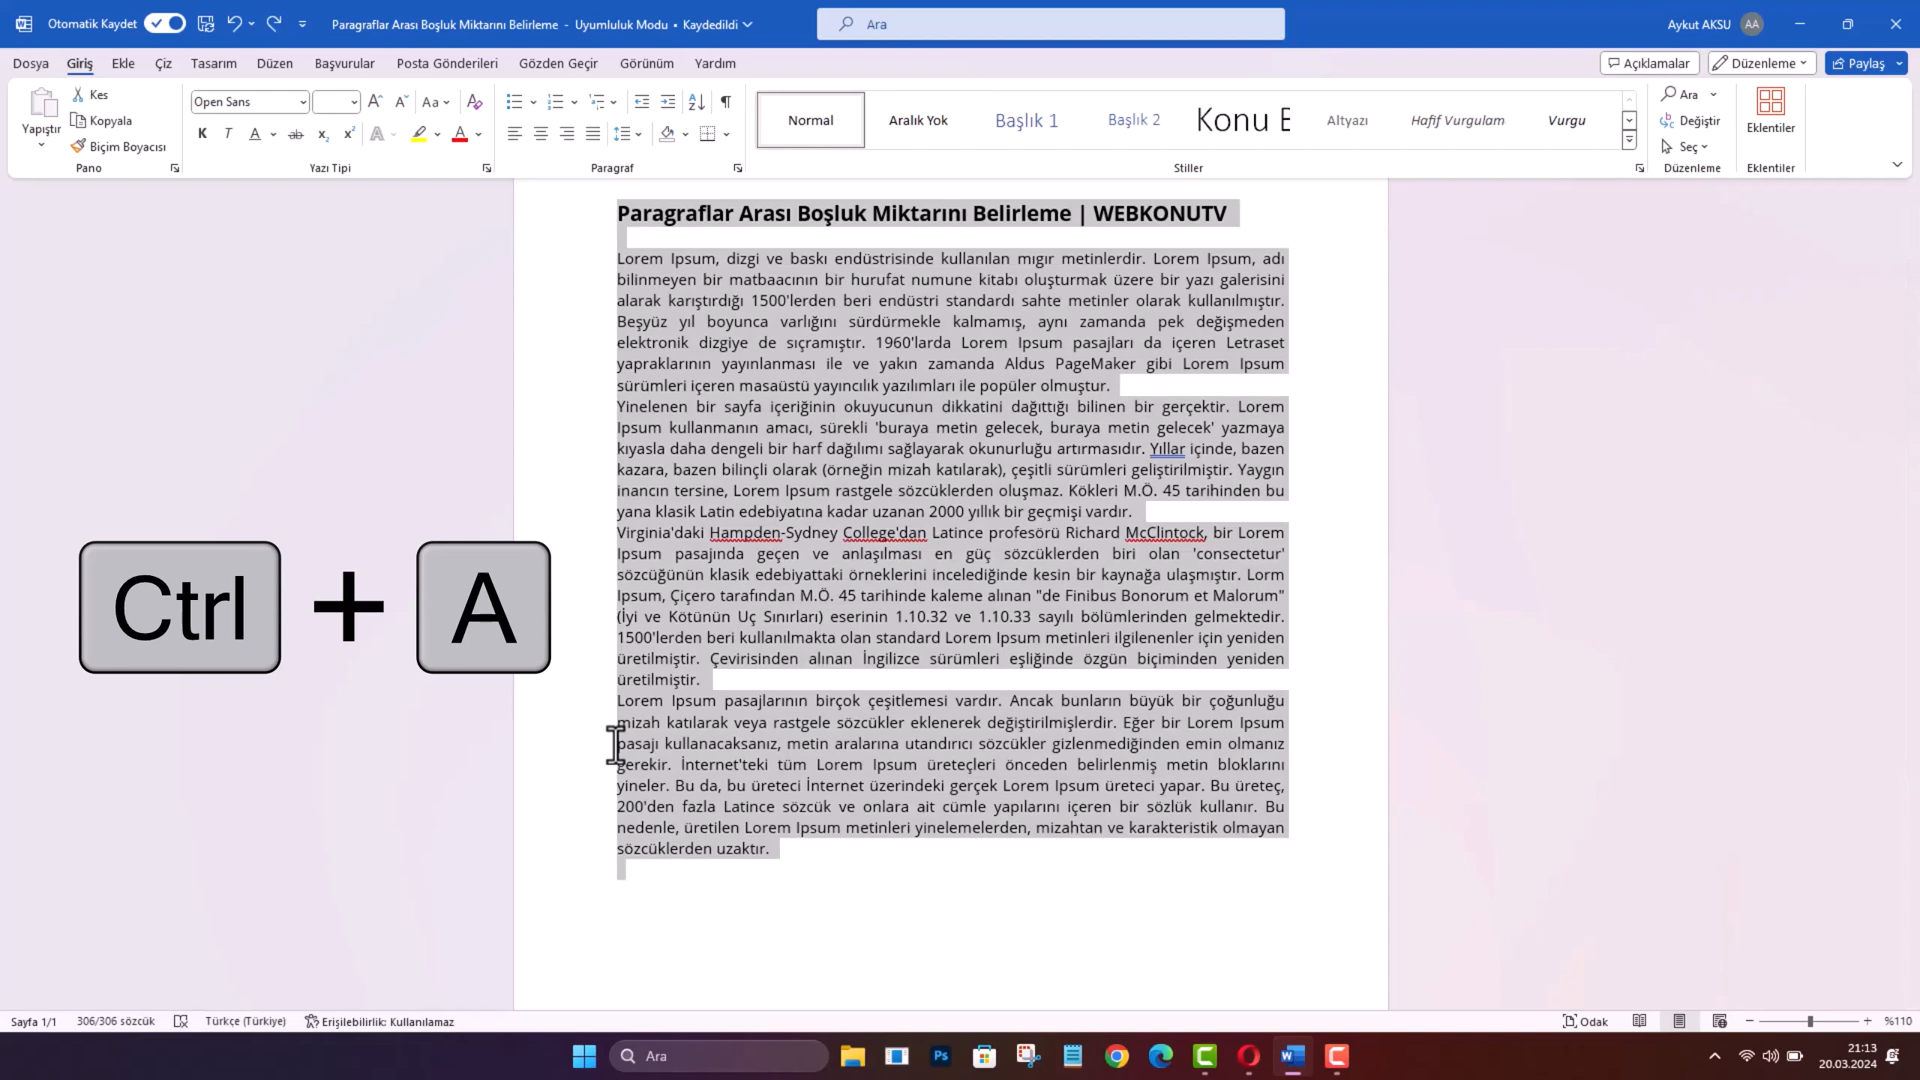 Otomatik Kaydet
Paragraflar Arası Boşluk Miktarını Belirleme - Uyumluluk Modu • Kaydedildi
Ara
Aykut AKSU
AA
Dosya
Giriş
Ekle
Çiz
Tasarım
Düzen
Başvurular
Posta Gönderileri
Gözden Geçir
Görünüm
Yardım
Açıklamalar
Düzenleme
Paylaş
Yapıştır
Kes
Kopyala
Biçim Boyacısı
Pano
Open Sans
Aa
K T A ab x₂ x² A A
Yazı Tipi
Paragraf
Normal
Aralık Yok
Başlık 1
Başlık 2
Konu E
Altyazı
Hafif Vurgulam
Vurgu
Stiller
Ara
Değiştir
Seç
Düzenleme
Eklentiler
Eklentiler
Paragraflar Arası Boşluk Miktarını Belirleme | WEBKONUTV
Lorem Ipsum, dizgi ve baskı endüstrisinde kullanılan mıgır metinlerdir. Lorem Ipsum, adı
bilinmeyen bir matbaacının bir hurufat numune kitabı oluşturmak üzere bir yazı galerisini
alarak karıştırdığı 1500'lerden beri endüstri standardı sahte metinler olarak kullanılmıştır.
Beşyüz yıl boyunca varlığını sürdürmekle kalmamış, aynı zamanda pek değişmeden
elektronik dizgiye de sıçramıştır. 1960'larda Lorem Ipsum pasajları da içeren Letraset
yapraklarının yayınlanması ile ve yakın zamanda Aldus PageMaker gibi Lorem Ipsum
sürümleri içeren masaüstü yayıncılık yazılımları ile popüler olmuştur.
Yinelenen bir sayfa içeriğinin okuyucunun dikkatini dağıttığı bilinen bir gerçektir. Lorem
Ipsum kullanmanın amacı, sürekli 'buraya metin gelecek, buraya metin gelecek' yazmaya
kıyasla daha dengeli bir harf dağılımı sağlayarak okunurluğu artırmasıdır. Yıllar içinde, bazen
kazara, bazen bilinçli olarak (örneğin mizah katılarak), çeşitli sürümleri geliştirilmiştir. Yaygın
inancın tersine, Lorem Ipsum rastgele sözcüklerden oluşmaz. Kökleri M.Ö. 45 tarihinden bu
yana klasik Latin edebiyatına kadar uzanan 2000 yıllık bir geçmişi vardır.
Virginia'daki Hampden-Sydney College'dan Latince profesörü Richard McClintock, bir Lorem
Ipsum pasajında geçen ve anlaşılması en güç sözcüklerden biri olan 'consectetur'
sözcüğünün klasik edebiyattaki örneklerini incelediğinde kesin bir kaynağa ulaşmıştır. Lorm
Ipsum, Çiçero tarafından M.Ö. 45 tarihinde kaleme alınan "de Finibus Bonorum et Malorum"
(İyi ve Kötünün Uç Sınırları) eserinin 1.10.32 ve 1.10.33 sayılı bölümlerinden gelmektedir.
1500'lerden beri kullanılmakta olan standard Lorem Ipsum metinleri ilgilenenler için yeniden
üretilmiştir. Çevirisinden alınan İngilizce sürümleri eşliğinde özgün biçiminden yeniden
üretilmiştir.
Lorem Ipsum pasajlarının birçok çeşitlemesi vardır. Ancak bunların büyük bir çoğunluğu
mizah katılarak veya rastgele sözcükler eklenerek değiştirilmişlerdir. Eğer bir Lorem Ipsum
pasajı kullanacaksanız, metin aralarına utandırıcı sözcükler gizlenmediğinden emin olmanız
gerekir. İnternet'teki tüm Lorem Ipsum üreteçleri önceden belirlenmiş metin bloklarını
yineler. Bu da, bu üreteci İnternet üzerindeki gerçek Lorem Ipsum üreteci yapar. Bu üreteç,
200'den fazla Latince sözcük ve onlara ait cümle yapılarını içeren bir sözlük kullanır. Bu
nedenle, üretilen Lorem Ipsum metinleri yinelemelerden, mizahtan ve karakteristik olmayan
sözcüklerden uzaktır.
Ctrl + A
Sayfa 1/1
306/306 sözcük
Türkçe (Türkiye)
Erişilebilirlik: Kullanılamaz
Odak
%110
Ara
Ps
21:13
20.03.2024